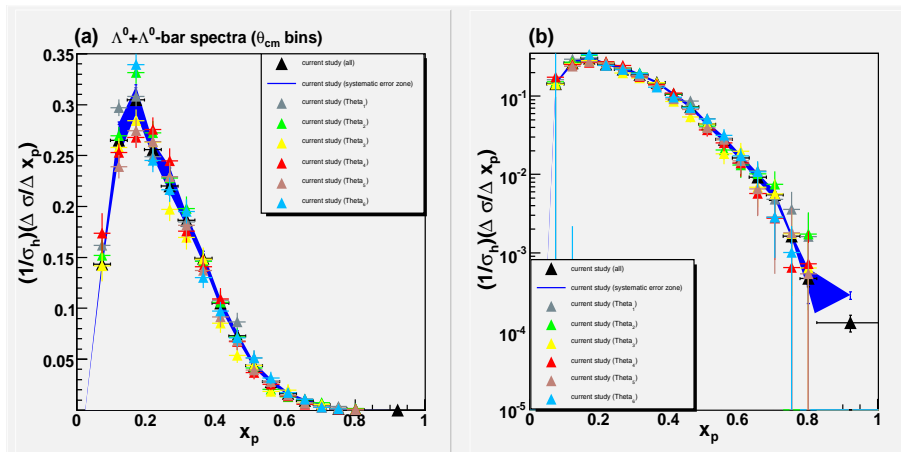 (a) Λ⁰+Λ⁰-bar spectra (θcm bins)
(1/σh)(Δ σ/Δ xp)
0.35
0.3
0.25
0.2
0.15
0.1
0.05
0 0.2 0.4 0.6 0.8 1
xp
current study (all)
current study (systematic error zone)
current study (Theta1)
current study (Theta2)
current study (Theta3)
current study (Theta4)
current study (Theta5)
current study (Theta6)
(b)
(1/σh)(Δ σ/Δ xp)
10⁻¹
10⁻²
10⁻³
10⁻⁴
10⁻⁵
0 0.2 0.4 0.6 0.8 1
xp
current study (all)
current study (systematic error zone)
current study (Theta1)
current study (Theta2)
current study (Theta3)
current study (Theta4)
current study (Theta5)
current study (Theta6)